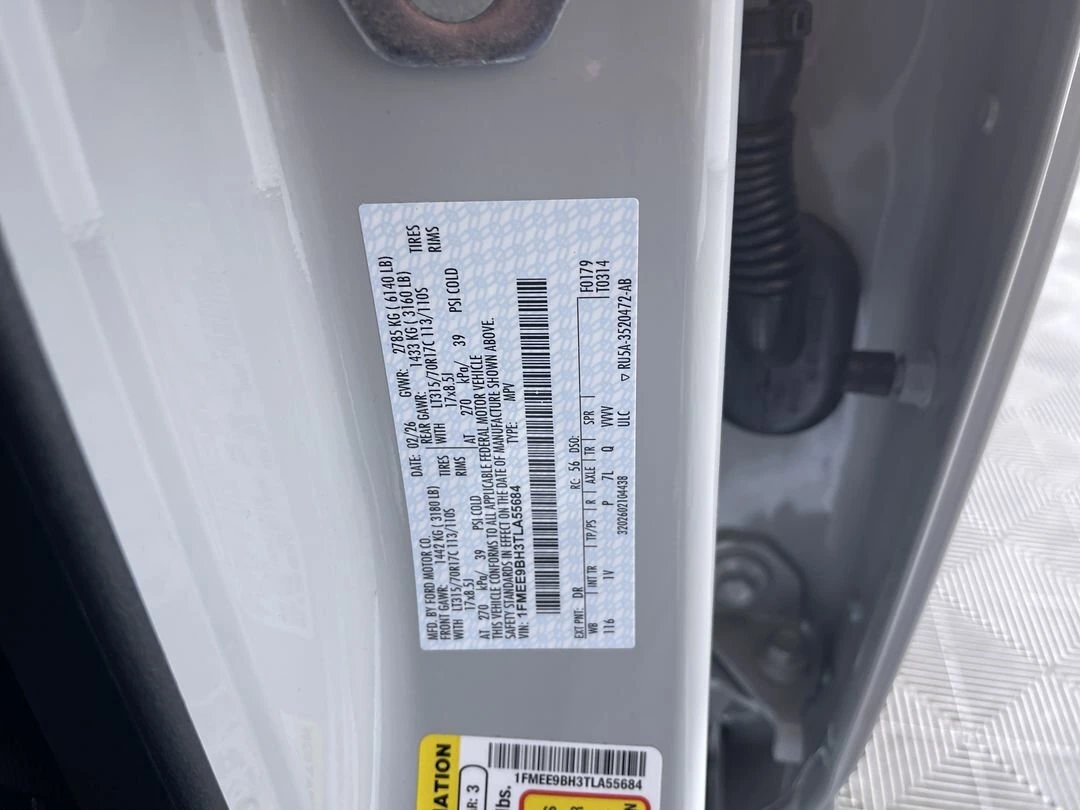 MFD. BY FORD MOTOR CO.
DATE: 02/26 GVWR: 2785 KG ( 6140 LB)
FRONT GAWR: 1442 KG ( 3180 LB) REAR GAWR: 1433 KG ( 3160 LB)
WITH LT315/70R17C 113/110S TIRES WITH LT315/70R17C 113/110S TIRES
17x8.5J RIMS 17x8.5J RIMS
AT 270 kPa/ 39 PSI COLD AT 270 kPa/ 39 PSI COLD
THIS VEHICLE CONFORMS TO ALL APPLICABLE FEDERAL MOTOR VEHICLE
SAFETY STANDARDS IN EFFECT ON THE DATE OF MANUFACTURE SHOWN ABOVE.
VIN: 1FMEE9BH3TLA55684 TYPE: MPV
F0179
T0314
EXT PNT: DR RC: 56 DSO:
WB INT TR TP/PS R AXLE TR SPR
116 1V P 7L Q VVVV
ULC
3202602104438
▽ RU5A-3520472-AB
1FMEE9BH3TLA55684
AR: 3
lbs.